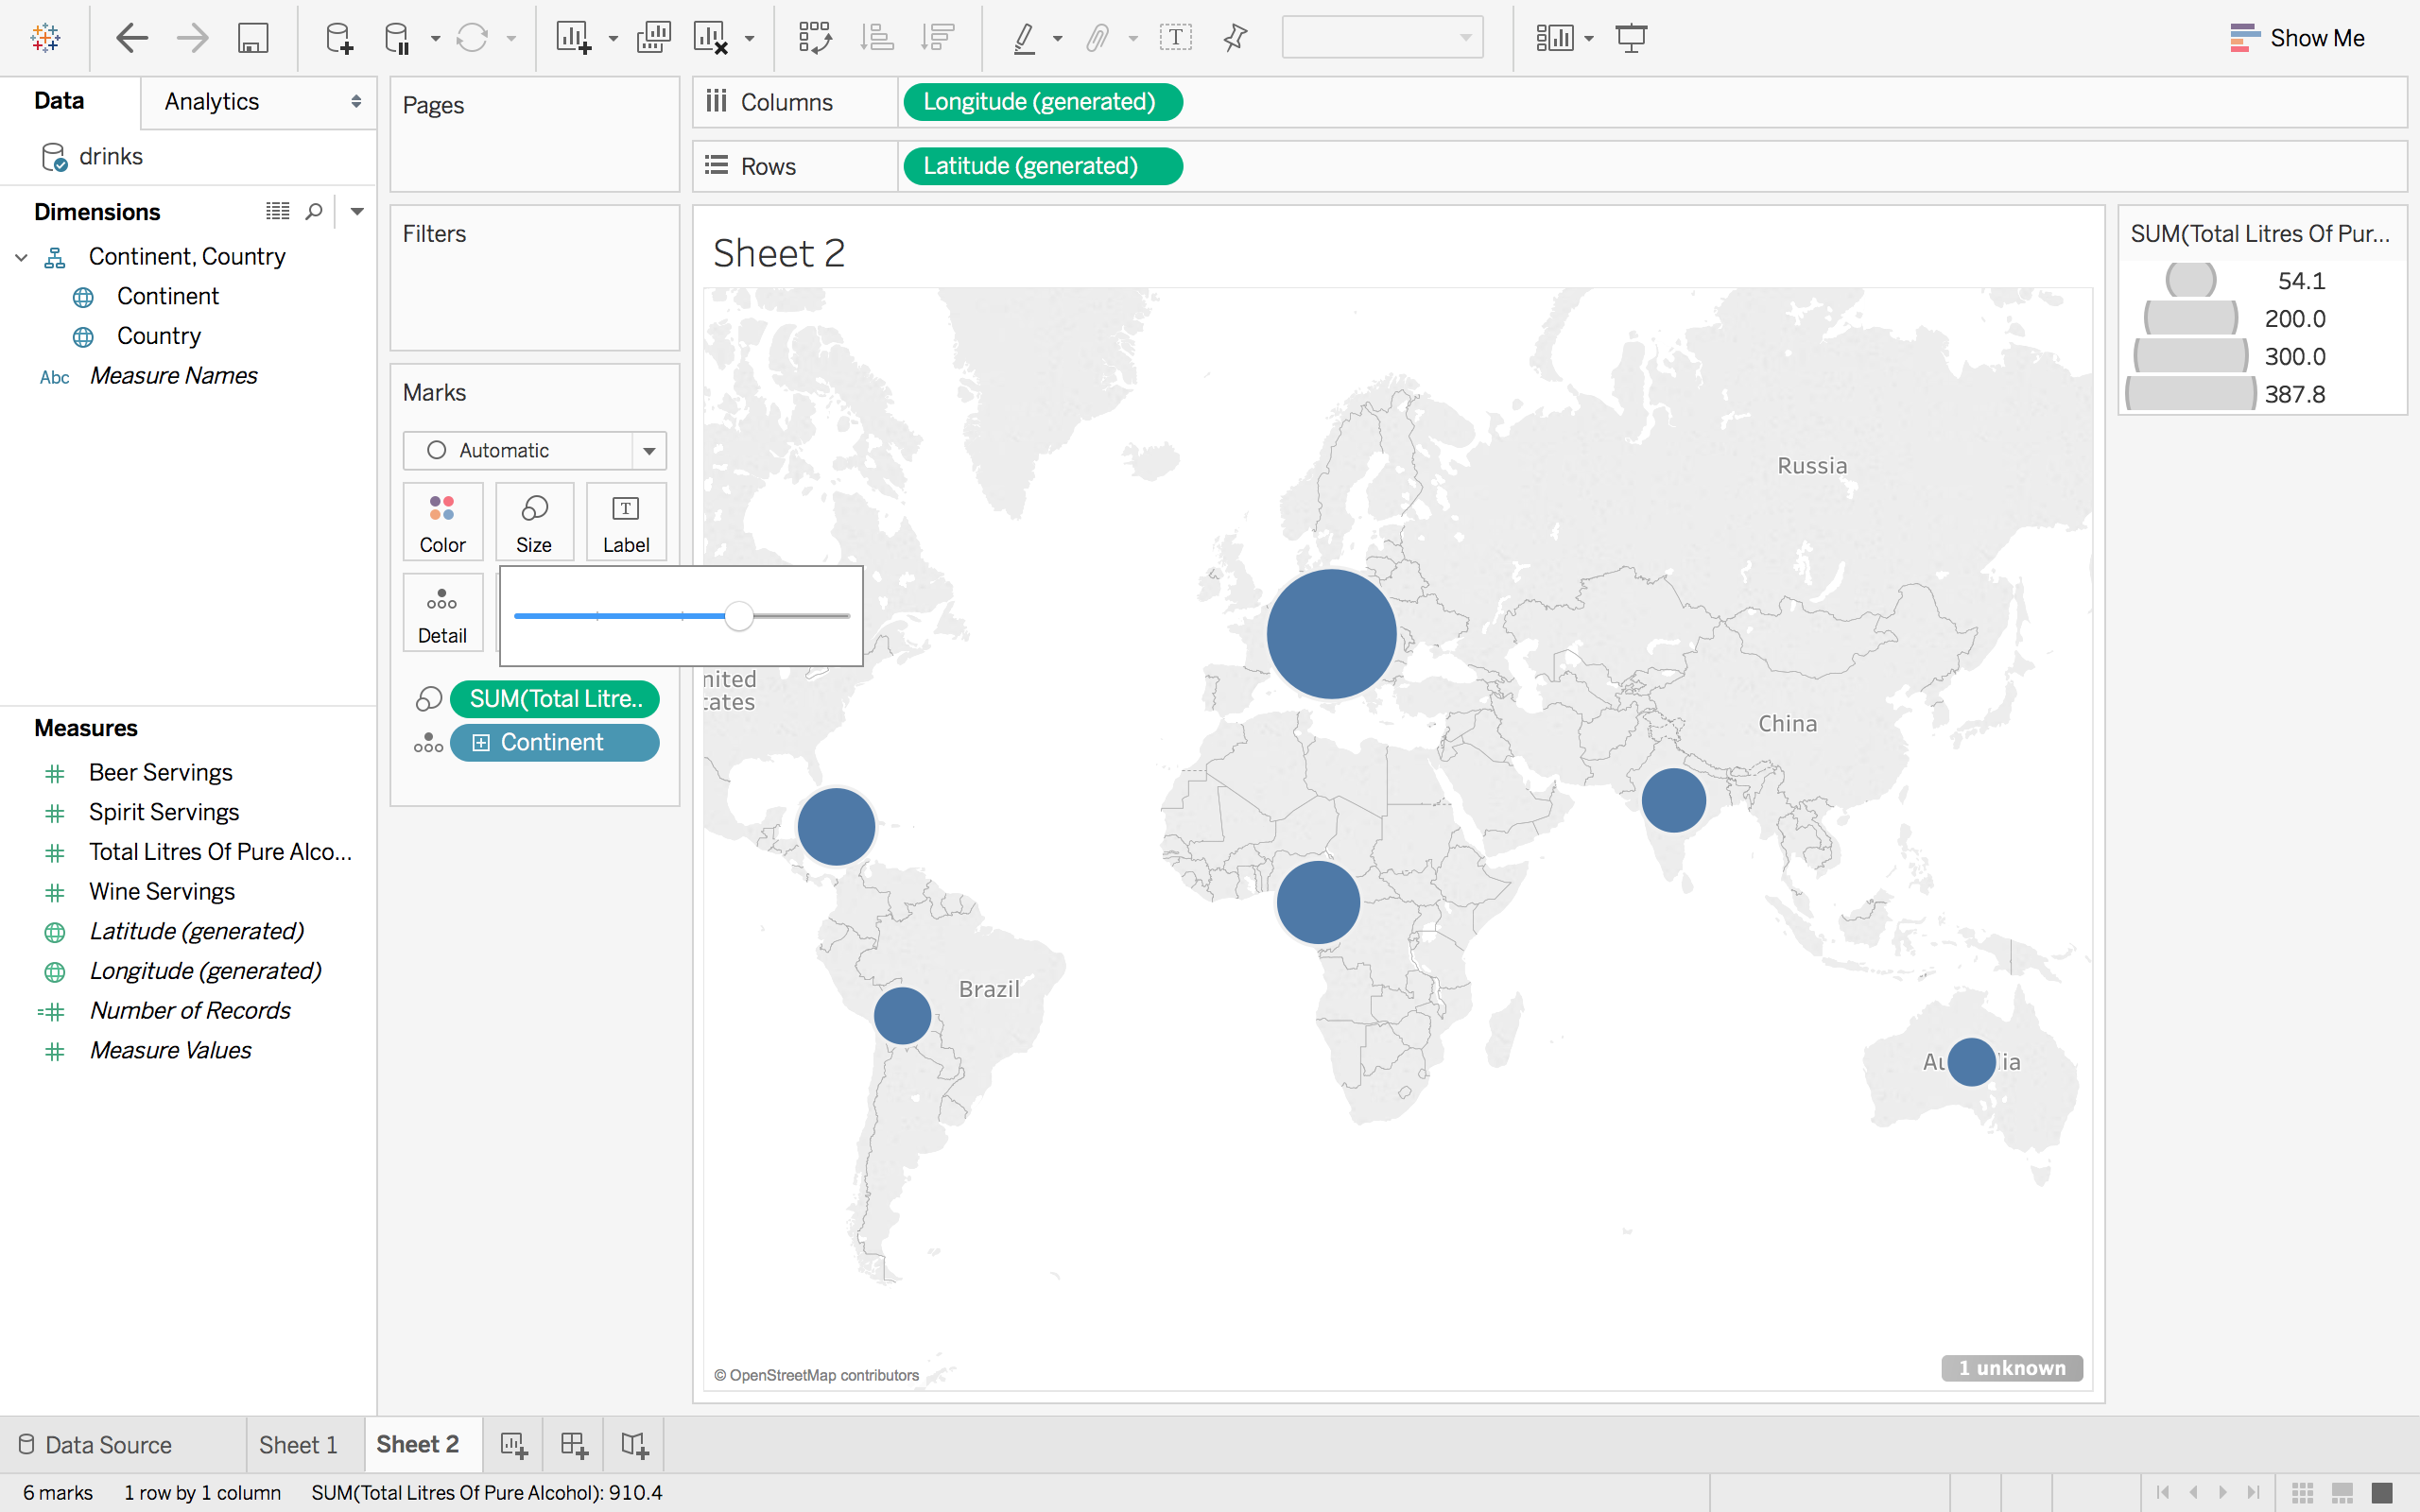 Show Me
Data
Analytics
drinks
Dimensions
Continent, Country
Continent
Country
Abc Measure Names
Measures
Beer Servings
Spirit Servings
Total Litres Of Pure Alco...
Wine Servings
Latitude (generated)
Longitude (generated)
Number of Records
Measure Values
Pages
Filters
Marks
Automatic
Color
Size
T
Label
Detail
SUM(Total Litre..
Continent
Columns
Longitude (generated)
Rows
Latitude (generated)
Sheet 2
Russia
nited
tates
China
Brazil
Au
ia
© OpenStreetMap contributors
1 unknown
SUM(Total Litres Of Pur...
54.1
200.0
300.0
387.8
Data Source
Sheet 1
Sheet 2
6 marks
1 row by 1 column
SUM(Total Litres Of Pure Alcohol): 910.4